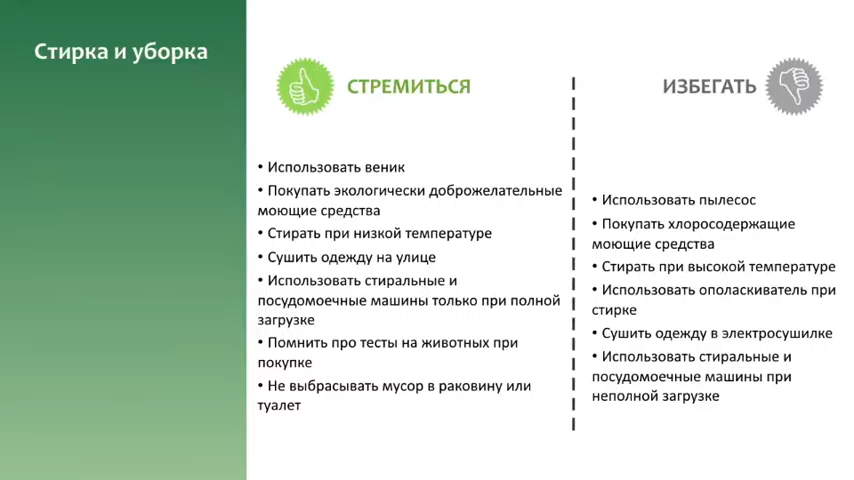 Стирка и уборка
СТРЕМИТЬСЯ
• Использовать веник
• Покупать экологически доброжелательные
моющие средства
• Стирать при низкой температуре
• Сушить одежду на улице
• Использовать стиральные и
посудомоечные машины только при полной
загрузке
• Помнить про тесты на животных при
покупке
• Не выбрасывать мусор в раковину или
туалет
ИЗБЕГАТЬ
• Использовать пылесос
• Покупать хлоросодержащие
моющие средства
• Стирать при высокой температуре
• Использовать ополаскиватель при
стирке
• Сушить одежду в электросушилке
• Использовать стиральные и
посудомоечные машины при
неполной загрузке